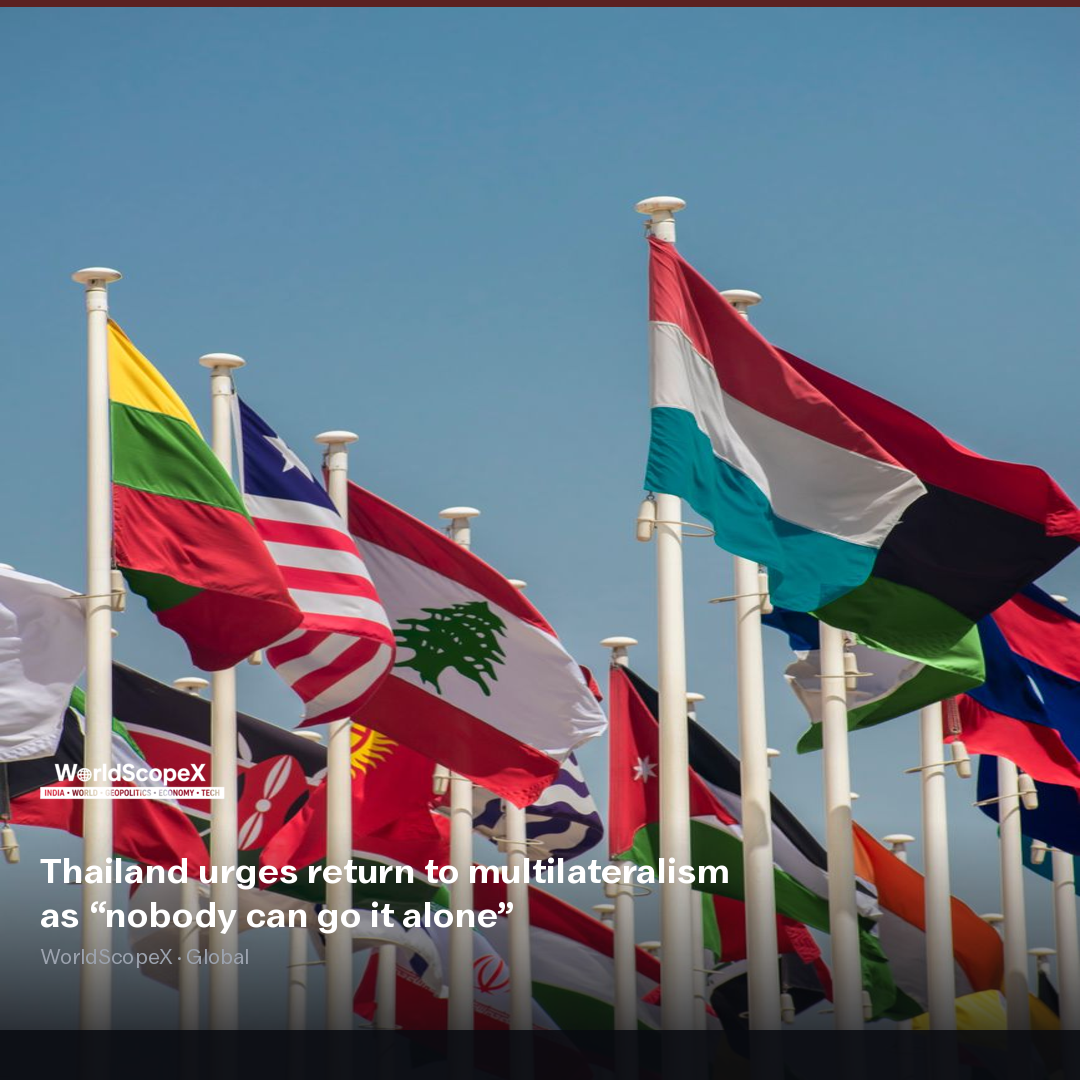 WorldScopeX
INDIA • WORLD • GEOPOLITICS • ECONOMY • TECH
Thailand urges return to multilateralism
as “nobody can go it alone”
WorldScopeX · Global